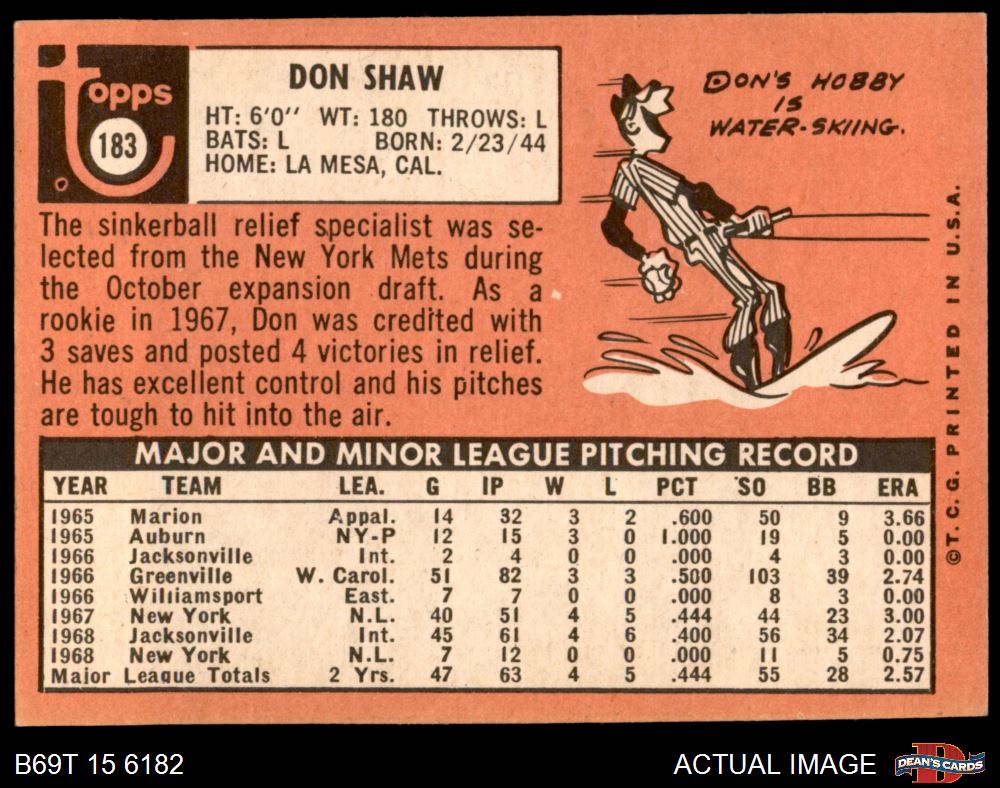 topps
183
DON SHAW
HT: 6'0" WT: 180 THROWS: L
BATS: L BORN: 2/23/44
HOME: LA MESA, CAL.
DON'S HOBBY
IS
WATER-SKIING.
The sinkerball relief specialist was se-
lected from the New York Mets during
the October expansion draft. As a
rookie in 1967, Don was credited with
3 saves and posted 4 victories in relief.
He has excellent control and his pitches
are tough to hit into the air.
MAJOR AND MINOR LEAGUE PITCHING RECORD
YEAR TEAM LEA. G IP W L PCT SO BB ERA
1965 Marion Appal. 14 32 3 2 .600 50 9 3.66
1965 Auburn NY-P 12 15 3 0 1.000 19 5 0.00
1966 Jacksonville Int. 2 4 0 0 .000 4 3 0.00
1966 Greenville W. Carol. 51 82 3 3 .500 103 39 2.74
1966 Williamsport East. 7 7 0 0 .000 8 3 0.00
1967 New York N.L. 40 51 4 5 .444 44 23 3.00
1968 Jacksonville Int. 45 61 4 6 .400 56 34 2.07
1968 New York N.L. 7 12 0 0 .000 11 5 0.75
Major League Totals 2 Yrs. 47 63 4 5 .444 55 28 2.57
©T. C. G. PRINTED IN U.S.A.
B69T 15 6182
ACTUAL IMAGE
DEAN'S CARDS